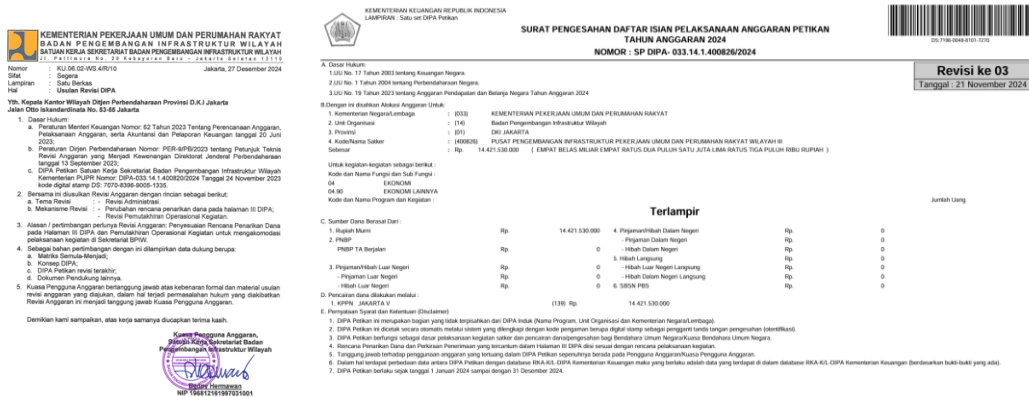 KEMENTERIAN PEKERJAAN UMUM DAN PERUMAHAN RAKYAT
BADAN PENGEMBANGAN INFRASTRUKTUR WILAYAH
SATUAN KERJA SEKRETARIAT BADAN PENGEMBANGAN INFRASTRUKTUR WILAYAH
Jl. Pattimura No. 20 Kebayoran Baru - Jakarta Selatan 12110
Nomor : KU.06.02-WS.4/R/10 Jakarta, 27 Desember 2024
Sifat : Segera
Lampiran : Satu Berkas
Hal : Usulan Revisi DIPA
Yth. Kepala Kantor Wilayah Ditjen Perbendaharaan Provinsi D.K.I Jakarta
Jalan Otto Iskandardinata No. 53-55 Jakarta
1. Dasar Hukum:
a. Peraturan Menteri Keuangan Nomor: 62 Tahun 2023 Tentang Perencanaan Anggaran,
Pelaksanaan Anggaran, serta Akuntansi dan Pelaporan Keuangan tanggal 20 Juni
2023;
b. Peraturan Dirjen Perbendaharaan Nomor: PER-9/PB/2023 tentang Petunjuk Teknis
Revisi Anggaran yang Menjadi Kewenangan Direktorat Jenderal Perbendaharaan
tanggal 13 September 2023;
c. DIPA Petikan Satuan Kerja Sekretariat Badan Pengembangan Infrastruktur Wilayah
Kementerian PUPR Nomor: DIPA-033.14.1.400820/2024 Tanggal 24 November 2023
kode digital stamp DS: 7070-8396-9005-1335.
2. Bersama ini diusulkan Revisi Anggaran dengan rincian sebagai berikut:
a. Tema Revisi : - Revisi Administrasi.
b. Mekanisme Revisi : - Perubahan rencana penarikan dana pada halaman III DIPA;
- Revisi Pemutakhiran Operasional Kegiatan.
3. Alasan / pertimbangan perlunya Revisi Anggaran: Penyesuaian Rencana Penarikan Dana
pada Halaman III DIPA dan Pemutakhiran Operasional Kegiatan untuk mengakomodasi
pelaksanaan kegiatan di Sekretariat BPIW.
4. Sebagai bahan pertimbangan dengan ini dilampirkan data dukung berupa:
a. Matriks Semula-Menjadi;
b. Konsep DIPA;
c. DIPA Petikan revisi terakhir;
d. Dokumen Pendukung lainnya.
5. Kuasa Pengguna Anggaran bertanggung jawab atas kebenaran formal dan material usulan
revisi anggaran yang diajukan, dalam hal terjadi permasalahan hukum yang diakibatkan
Revisi Anggaran ini menjadi tanggung jawab Kuasa Pengguna Anggaran.
Demikian kami sampaikan, atas kerja samanya diucapkan terima kasih.
Kuasa Pengguna Anggaran,
Satuan Kerja Sekretariat Badan
Pengembangan Infrastruktur Wilayah
Benny Hermawan
NIP 196812161997031001
KEMENTERIAN KEUANGAN REPUBLIK INDONESIA
LAMPIRAN : Satu set DIPA Petikan
SURAT PENGESAHAN DAFTAR ISIAN PELAKSANAAN ANGGARAN PETIKAN
TAHUN ANGGARAN 2024
NOMOR : SP DIPA- 033.14.1.400826/2024
DS:7196-0048-0101-7270
Revisi ke 03
Tanggal : 21 November 2024
A. Dasar Hukum:
1.UU No. 17 Tahun 2003 tentang Keuangan Negara.
2.UU No. 1 Tahun 2004 tentang Perbendaharaan Negara.
3.UU No. 19 Tahun 2023 tentang Anggaran Pendapatan dan Belanja Negara Tahun Anggaran 2024
B.Dengan ini disahkan Alokasi Anggaran Untuk:
1. Kementerian Negara/Lembaga : (033) KEMENTERIAN PEKERJAAN UMUM DAN PERUMAHAN RAKYAT
2. Unit Organisasi : (14) Badan Pengembangan Infrastruktur Wilayah
3. Provinsi : (01) DKI JAKARTA
4. Kode/Nama Satker : (400826) PUSAT PENGEMBANGAN INFRASTRUKTUR PEKERJAAN UMUM DAN PERUMAHAN RAKYAT WILAYAH III
Sebesar : Rp. 14.421.530.000 ( EMPAT BELAS MILIAR EMPAT RATUS DUA PULUH SATU JUTA LIMA RATUS TIGA PULUH RIBU RUPIAH )
Untuk kegiatan-kegiatan sebagai berikut :
Kode dan Nama Fungsi dan Sub Fungsi :
04 EKONOMI
04.90 EKONOMI LAINNYA
Kode dan Nama Program dan Kegiatan : Jumlah Uang
Terlampir
C. Sumber Dana Berasal Dari :
1. Rupiah Murni Rp. 14.421.530.000 4. Pinjaman/Hibah Dalam Negeri Rp. 0
2. PNBP - Pinjaman Dalam Negeri Rp. 0
PNBP TA Berjalan Rp. 0 - Hibah Dalam Negeri Rp. 0
5. Hibah Langsung Rp. 0
3. Pinjaman/Hibah Luar Negeri Rp. 0 - Hibah Luar Negeri Langsung Rp. 0
- Pinjaman Luar Negeri Rp. 0 - Hibah Dalam Negeri Langsung Rp. 0
- Hibah Luar Negeri Rp. 0 6. SBSN PBS Rp. 0
D. Pencairan dana dilakukan melalui :
1. KPPN JAKARTA V (139) Rp. 14.421.530.000
E. Pernyataan Syarat dan Ketentuan (Disclaimer)
1. DIPA Petikan ini merupakan bagian yang tidak terpisahkan dari DIPA Induk (Nama Program, Unit Organisasi dan Kementerian Negara/Lembaga).
2. DIPA Petikan ini dicetak secara otomatis melalui sistem yang dilengkapi dengan kode pengaman berupa digital stamp sebagai pengganti tanda tangan pengesahan (otentifikasi).
3. DIPA Petikan berfungsi sebagai dasar pelaksanaan kegiatan satker dan pencairan dana/pengesahan bagi Bendahara Umum Negara/Kuasa Bendahara Umum Negara.
4. Rencana Penarikan Dana dan Perkiraan Penerimaan yang tercantum dalam Halaman III DIPA diisi sesuai dengan rencana pelaksanaan kegiatan.
5. Tanggung jawab terhadap penggunaan anggaran yang tertuang dalam DIPA Petikan sepenuhnya berada pada Pengguna Anggaran/Kuasa Pengguna Anggaran.
6. Dalam hal terdapat perbedaan data antara DIPA Petikan dengan database RKA-K/L-DIPA Kementerian Keuangan maka yang berlaku adalah data yang terdapat di dalam database RKA-K/L-DIPA Kementerian Keuangan (berdasarkan bukti-bukti yang ada).
7. DIPA Petikan berlaku sejak tanggal 1 Januari 2024 sampai dengan 31 Desember 2024.